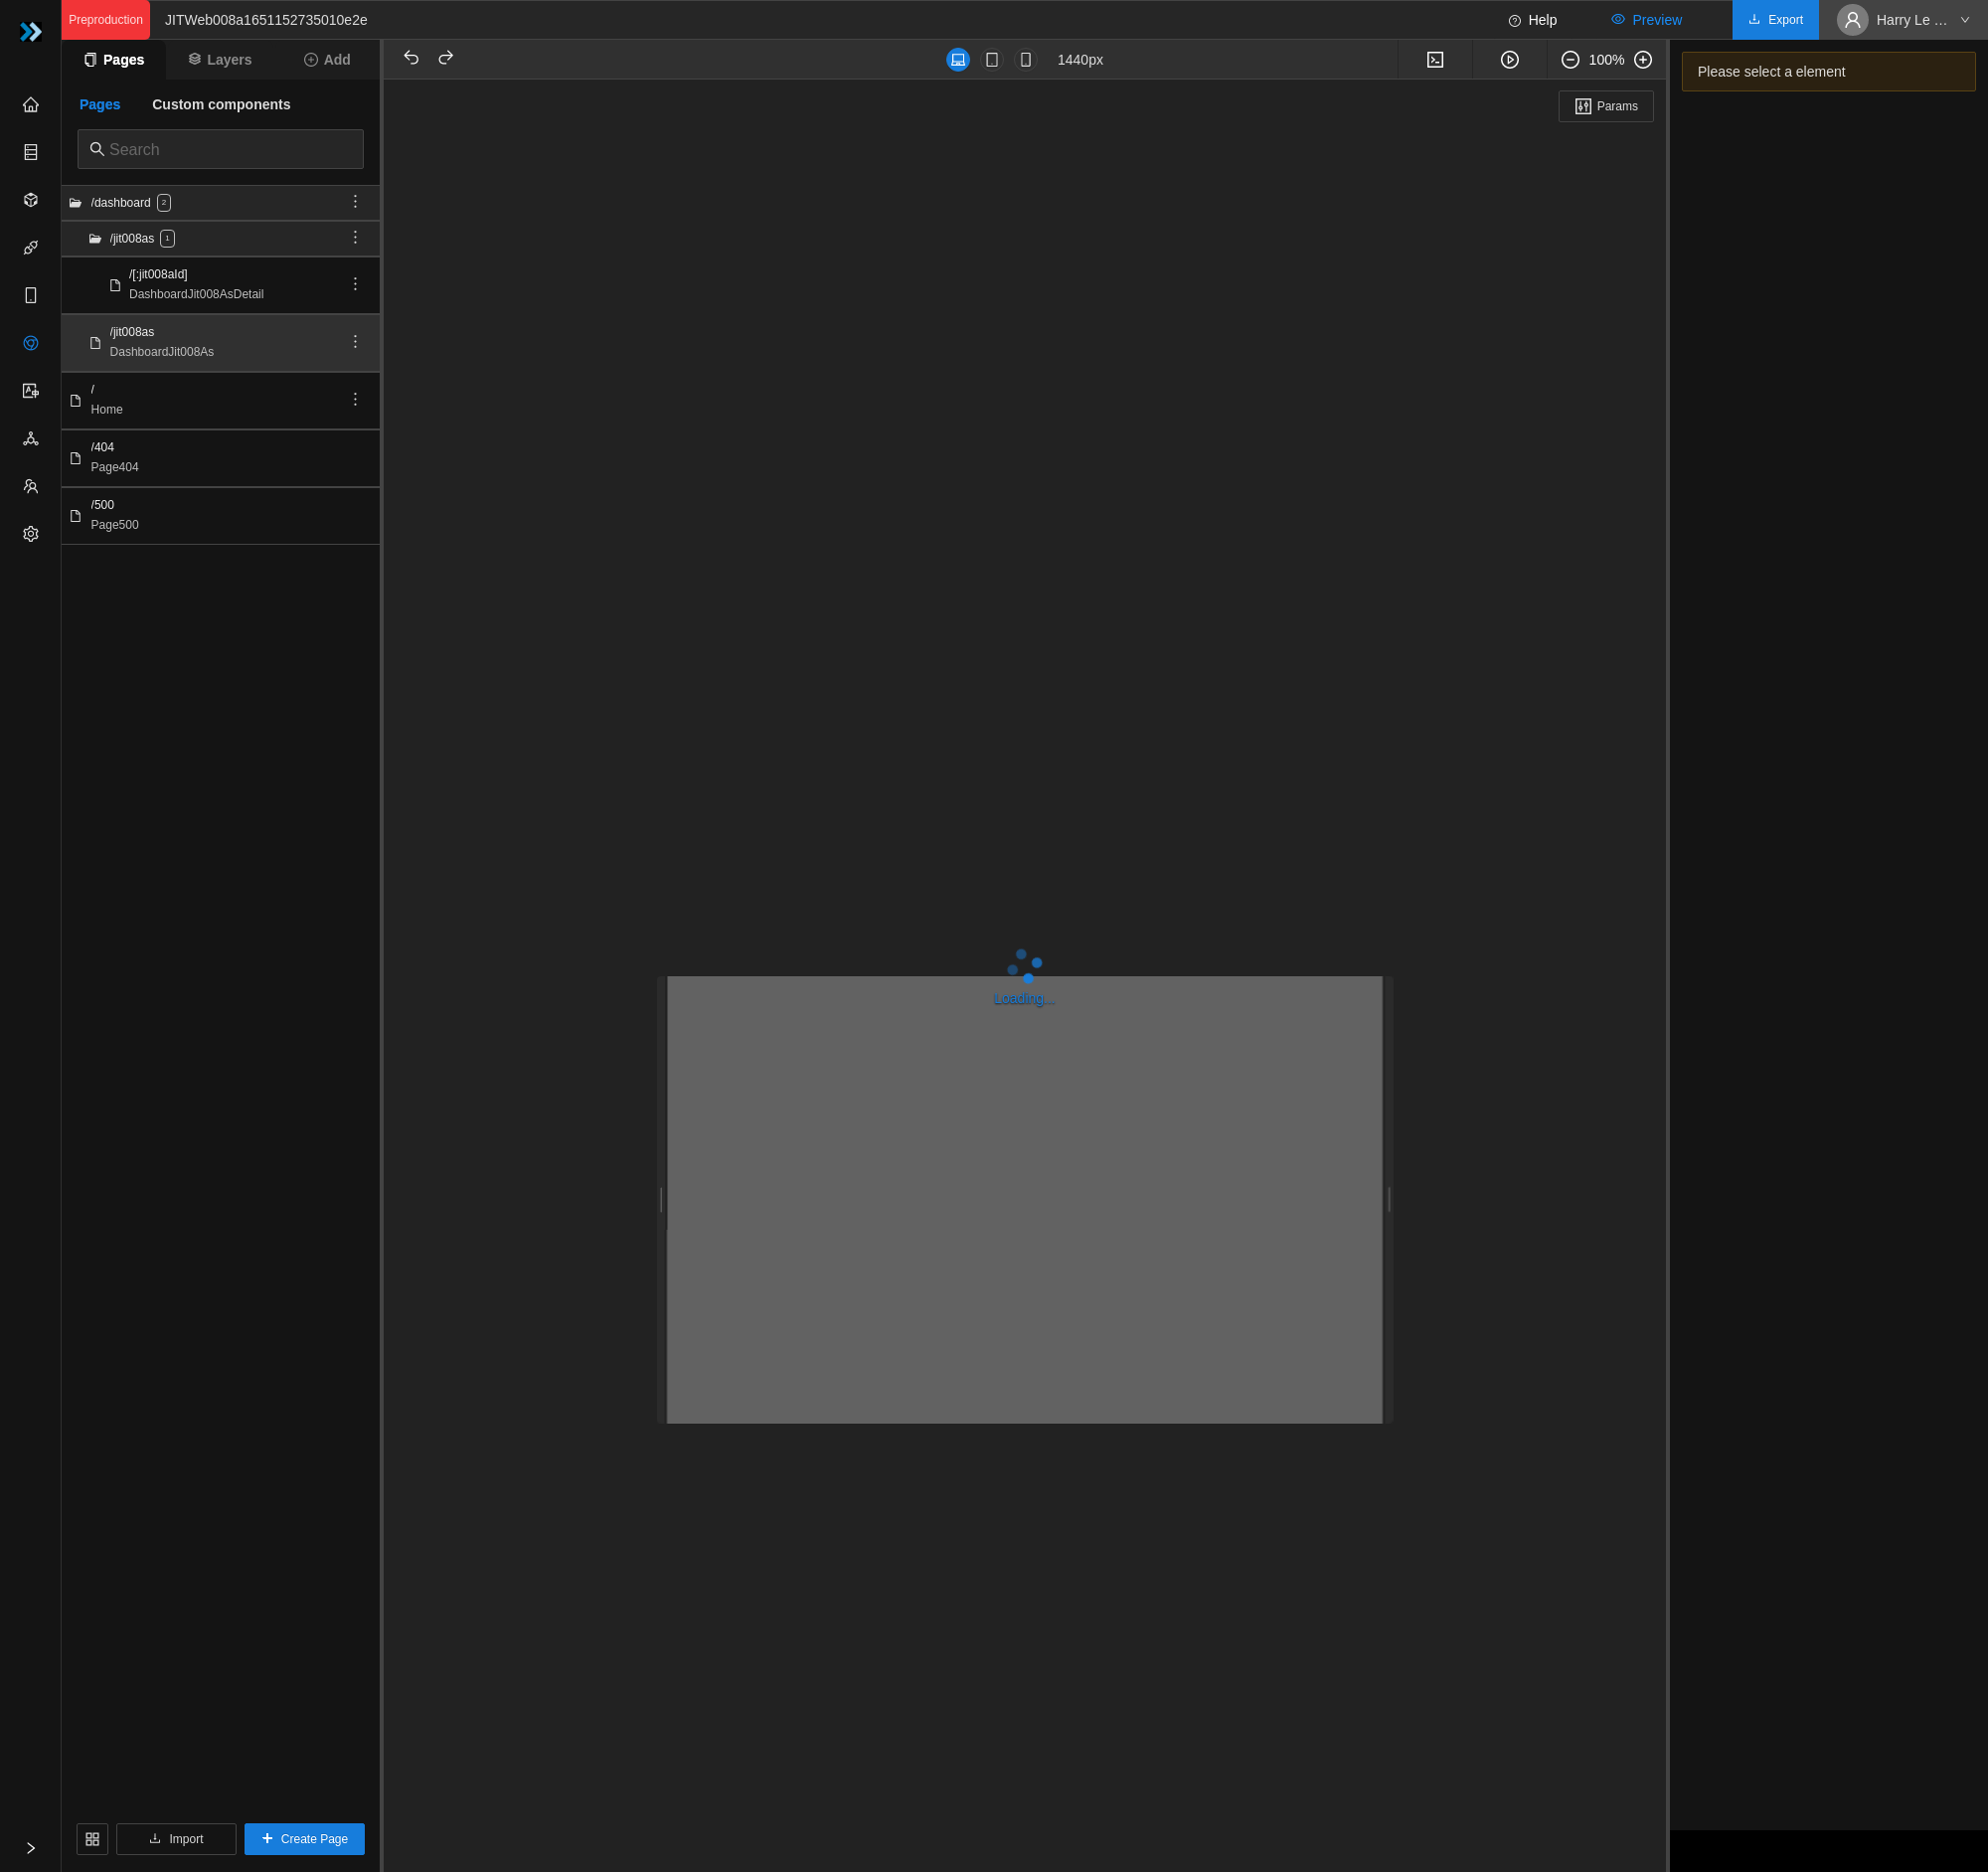 Preproduction
JITWeb008a1651152735010e2e
Help
Preview
Export
Harry Le ...
Pages
Layers
Add
1440px
100%
Please select a element
Pages
Custom components
Params
Search
/dashboard 2
/jit008as 1
/[:jit008aId]
DashboardJit008AsDetail
/jit008as
DashboardJit008As
/
Home
/404
Page404
/500
Page500
Loading...
Import
Create Page